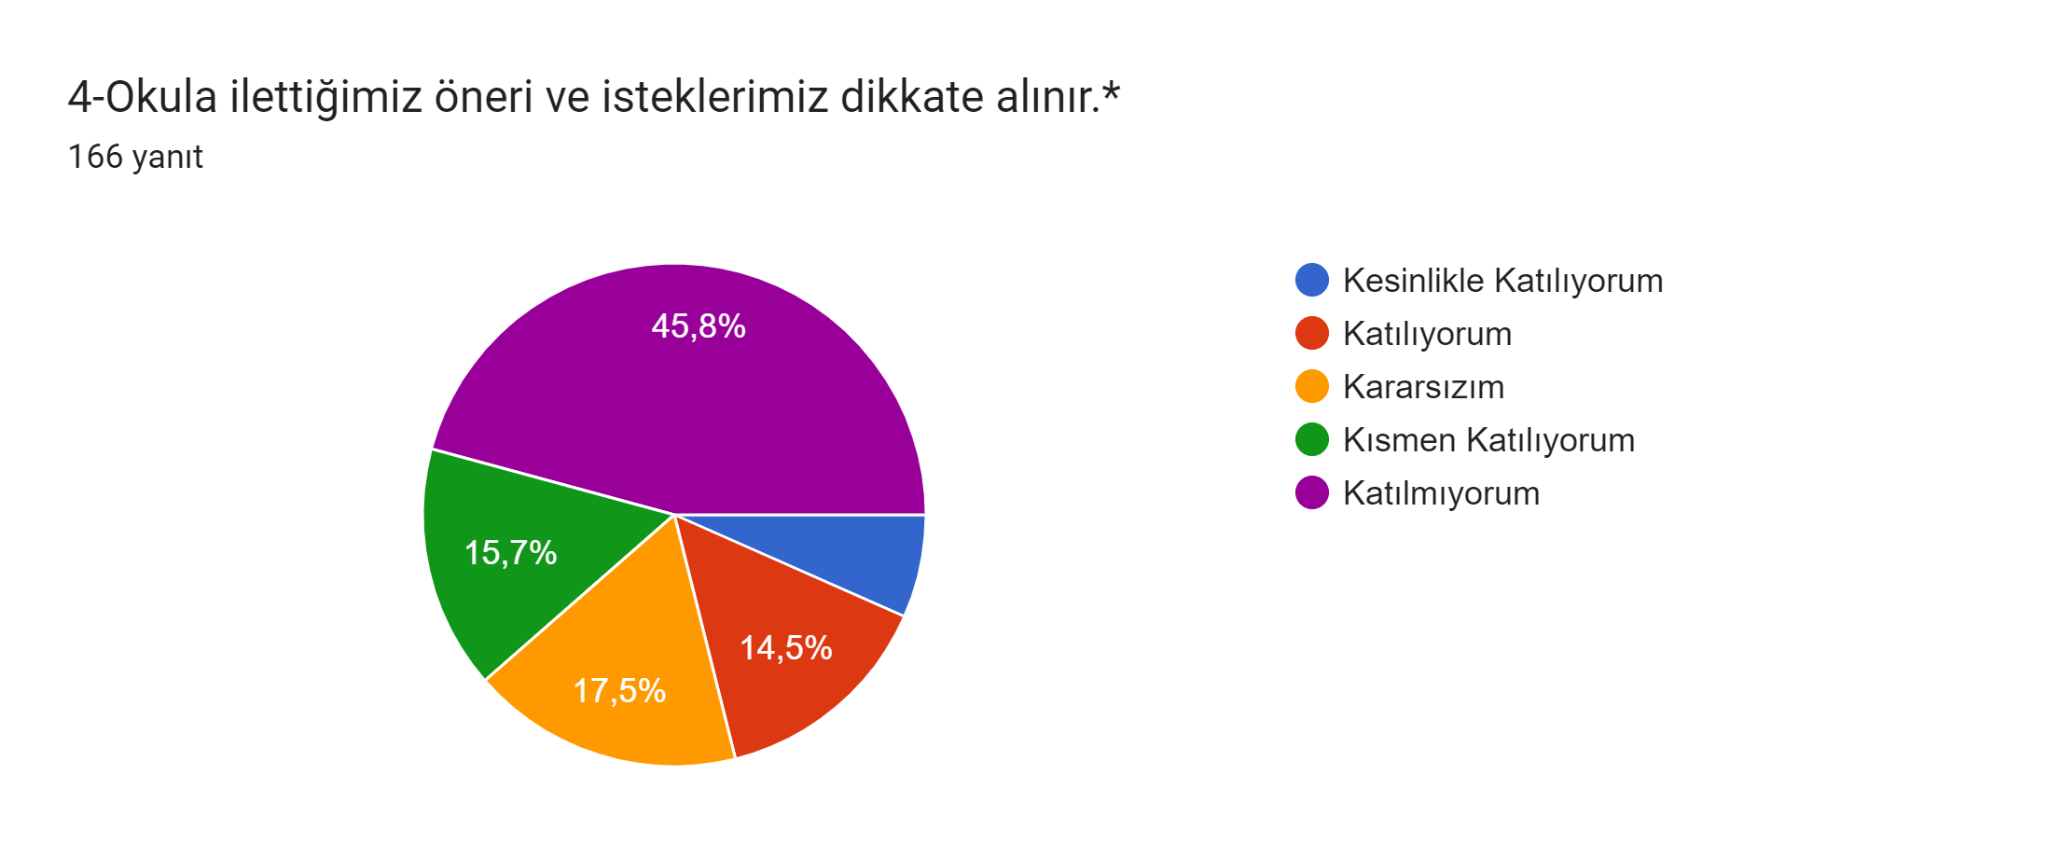 4-Okula ilettiğimiz öneri ve isteklerimiz dikkate alınır.*
166 yanıt
Kesinlikle Katılıyorum
Katılıyorum
Kararsızım
Kısmen Katılıyorum
Katılmıyorum
45,8%
15,7%
14,5%
17,5%